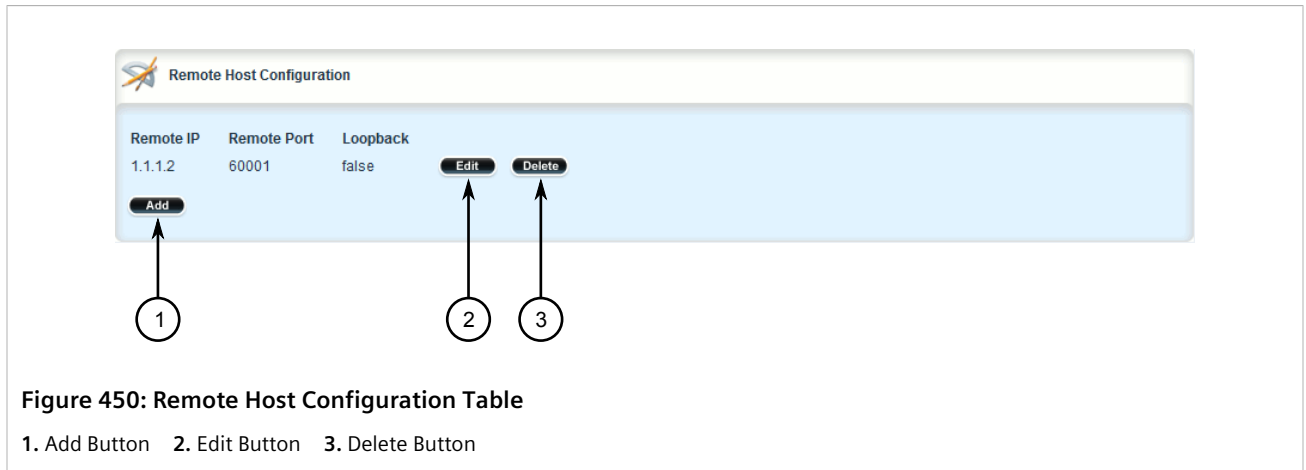 Remote Host Configuration
Remote IP Remote Port Loopback
1.1.1.2 60001 false Edit Delete
Add
1 2 3
Figure 450: Remote Host Configuration Table
1. Add Button 2. Edit Button 3. Delete Button